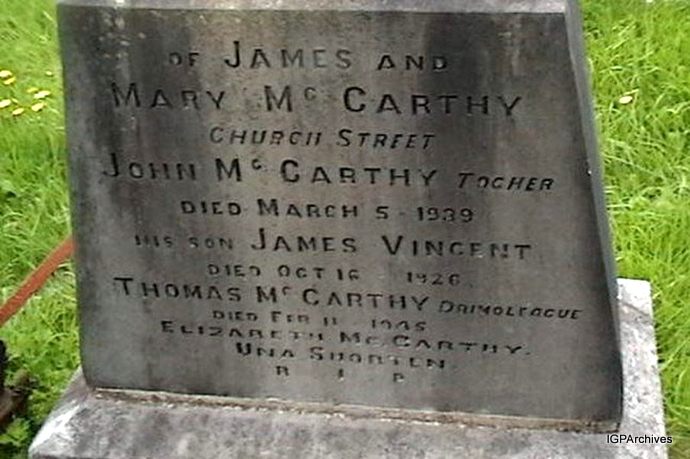 OF JAMES AND
MARY MC CARTHY
CHURCH STREET
JOHN MC CARTHY TOGHER
DIED MARCH 5 1939
HIS SON JAMES VINCENT
DIED OCT 16 1926
THOMAS MC CARTHY DRIMOLEAGUE
DIED FEB 11 1945
ELIZABETH MC CARTHY.
UNA SHORTEN
R I P
IGPArchives